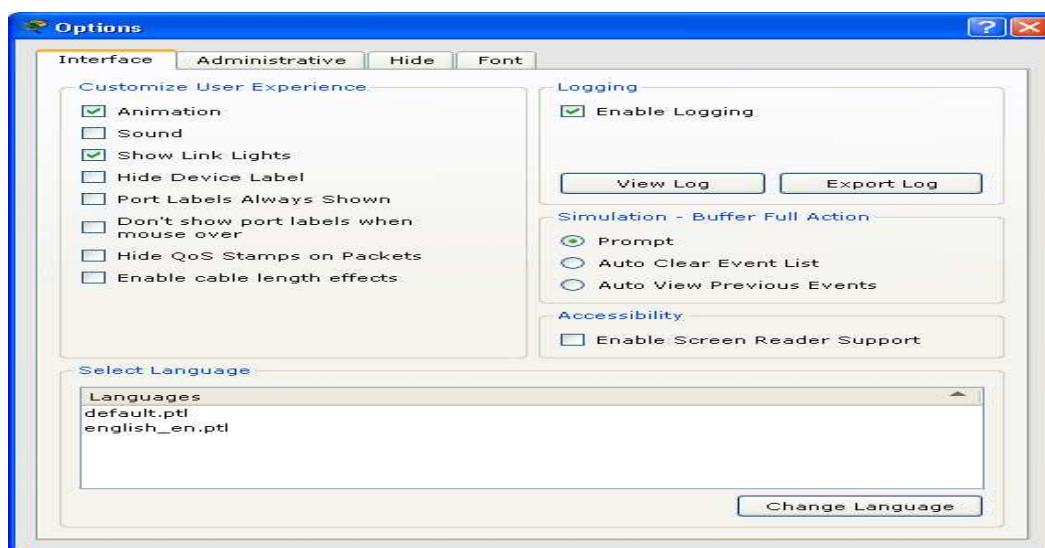 Options
Interface Administrative Hide Font
Customize User Experience
Animation
Sound
Show Link Lights
Hide Device Label
Port Labels Always Shown
Don't show port labels when
mouse over
Hide QoS Stamps on Packets
Enable cable length effects
Logging
Enable Logging
View Log Export Log
Simulation - Buffer Full Action
Prompt
Auto Clear Event List
Auto View Previous Events
Accessibility
Enable Screen Reader Support
Select Language
Languages
default.ptl
english_en.ptl
Change Language